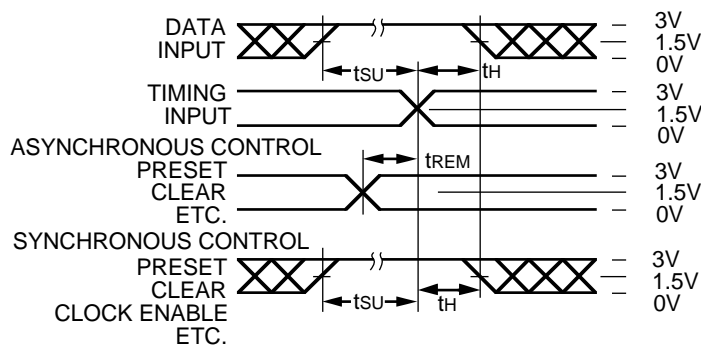 DATA
INPUT
3V
1.5V
0V
tSU
tH
TIMING
INPUT
3V
1.5V
0V
ASYNCHRONOUS CONTROL
PRESET
CLEAR
ETC.
tREM
3V
1.5V
0V
SYNCHRONOUS CONTROL
PRESET
CLEAR
CLOCK ENABLE
ETC.
tSU
tH
3V
1.5V
0V